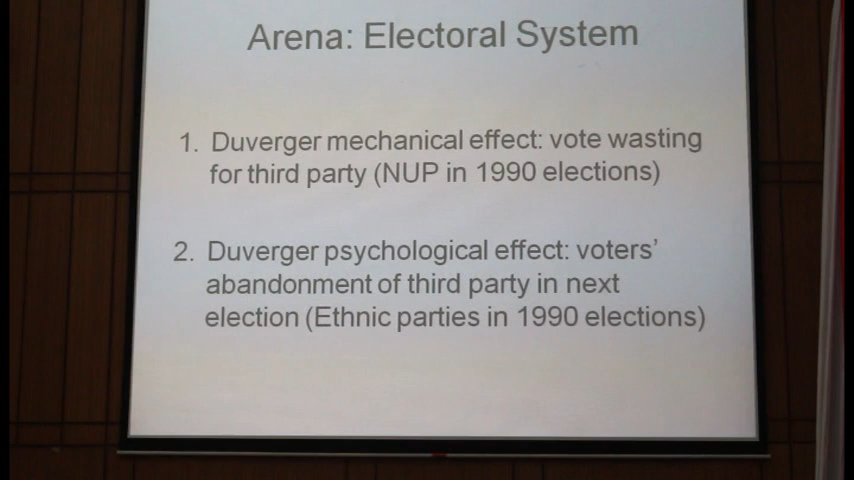 Arena: Electoral System
1. Duverger mechanical effect: vote wasting
for third party (NUP in 1990 elections)
2. Duverger psychological effect: voters'
abandonment of third party in next
election (Ethnic parties in 1990 elections)